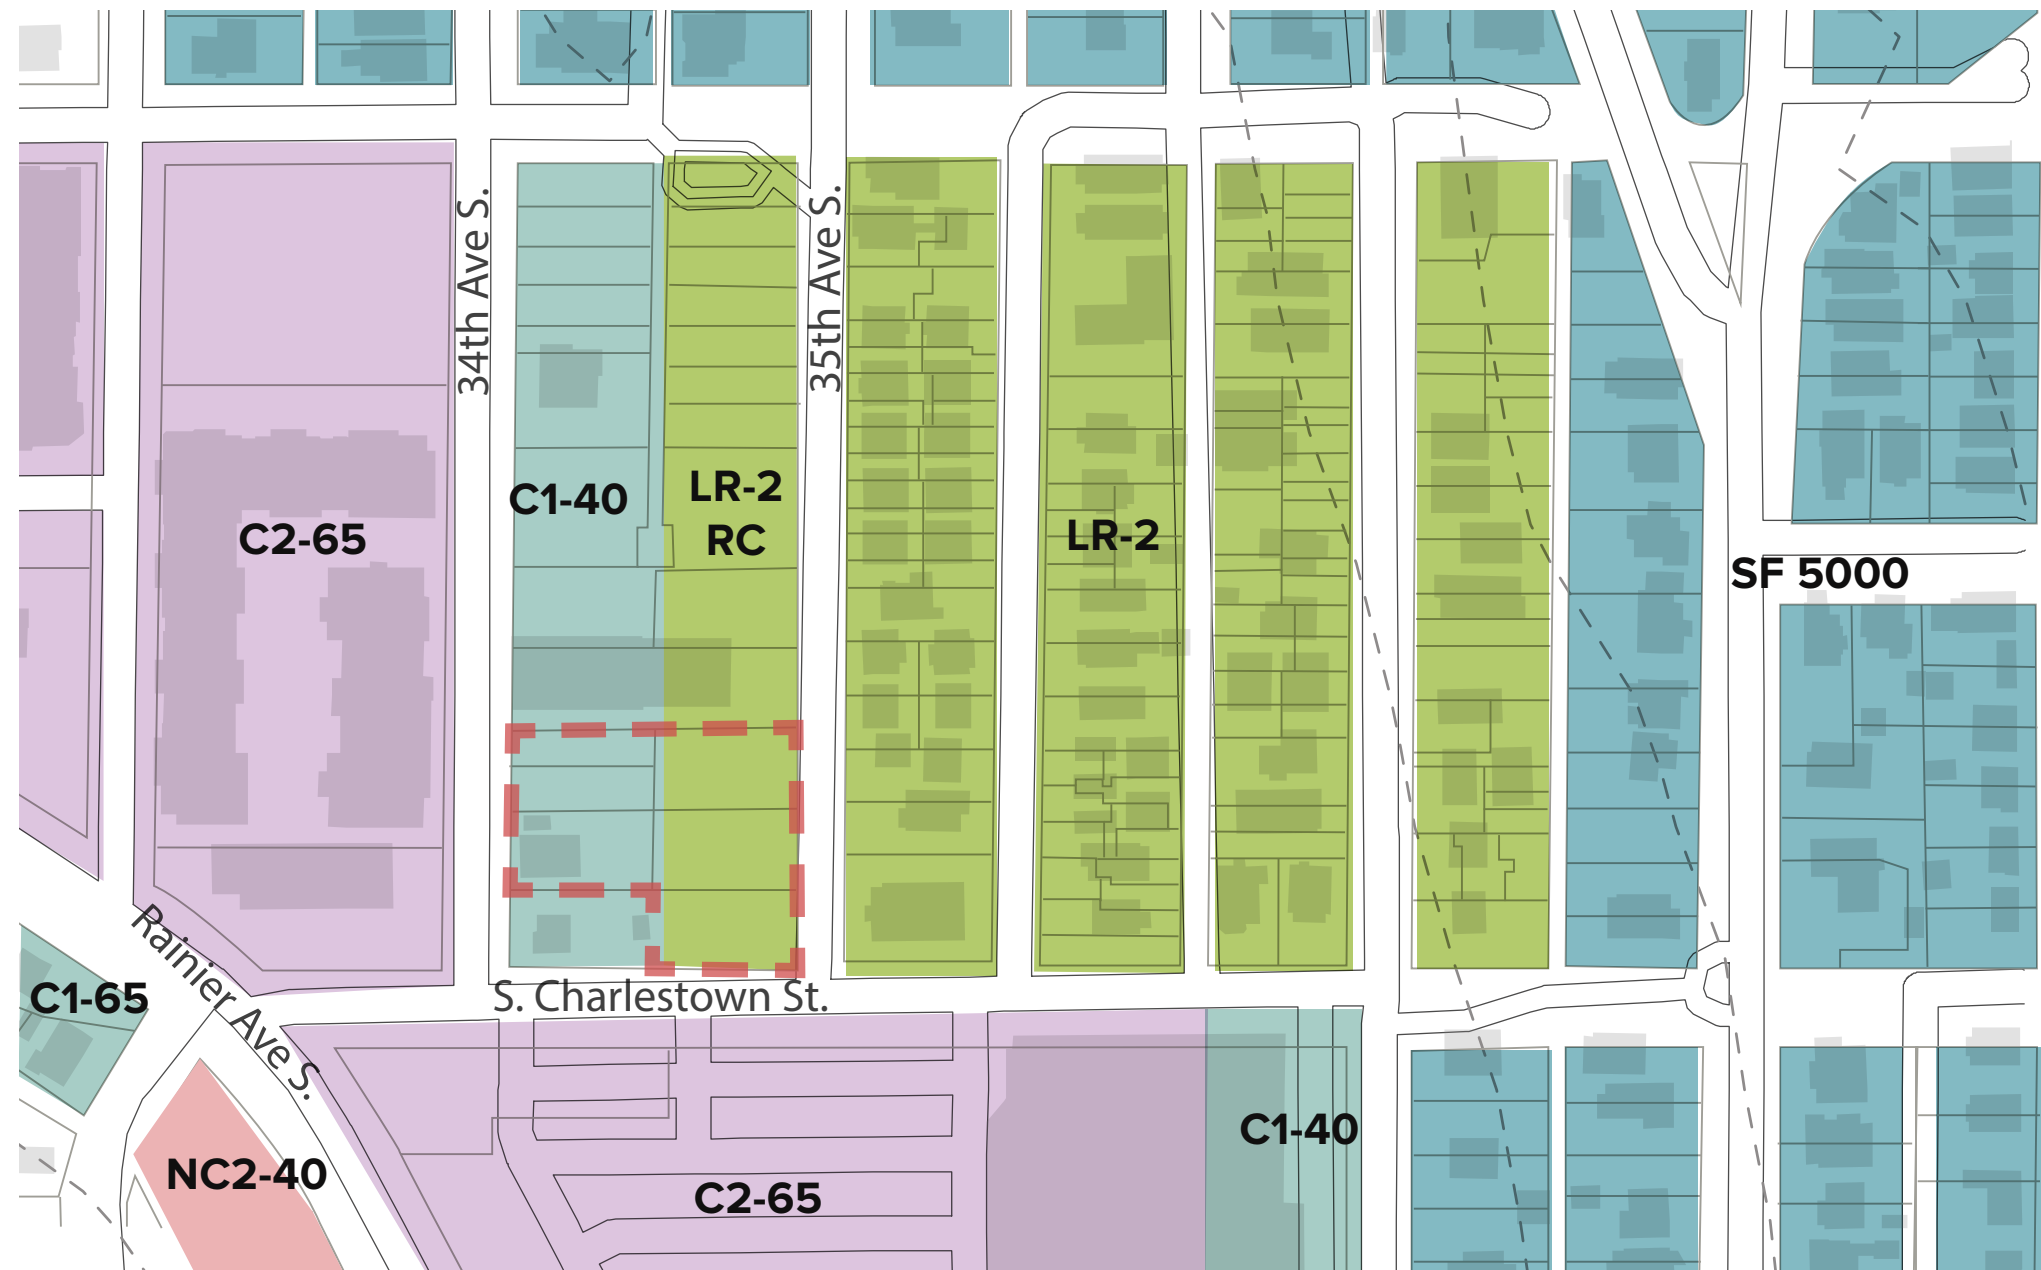 34th Ave S.
35th Ave S.
C2-65
C1-40
LR-2
RC
LR-2
SF 5000
Rainier Ave S.
C1-65
S. Charlestown St.
NC2-40
C2-65
C1-40